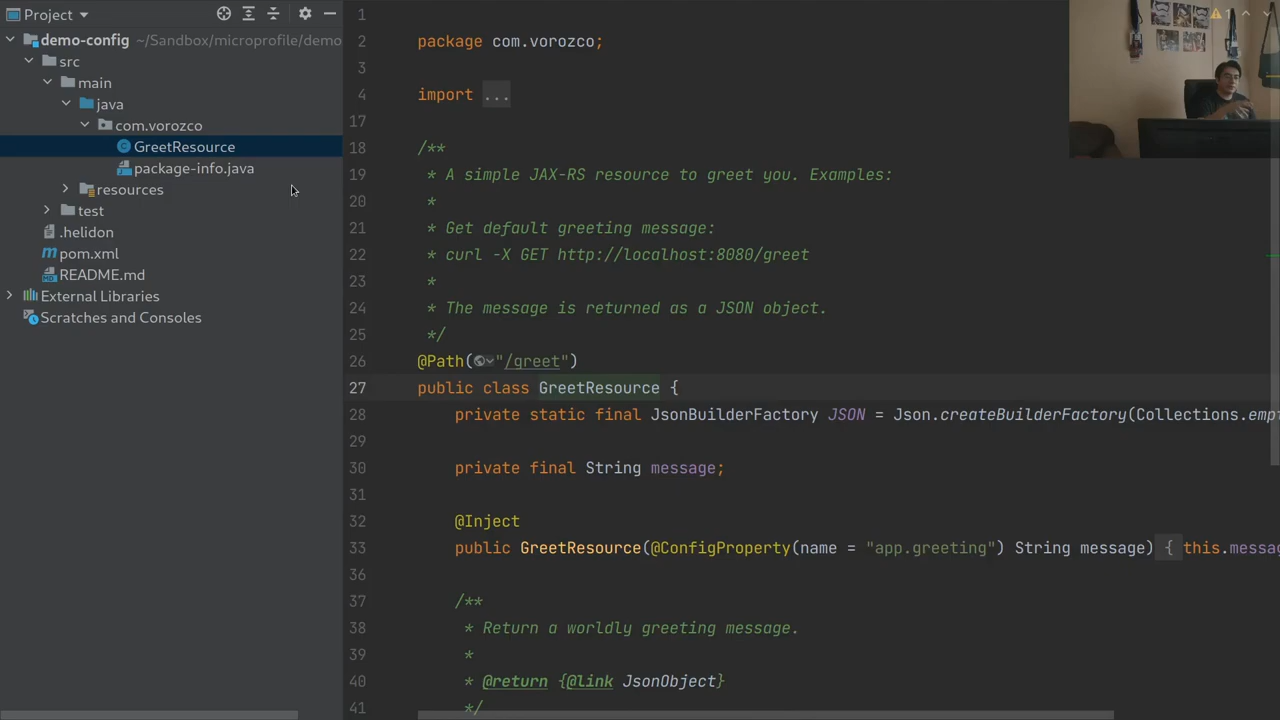 Project
demo-config ~/Sandbox/microprofile/demo
src
main
java
com.vorozco
GreetResource
package-info.java
resources
test
.helidon
pom.xml
README.md
External Libraries
Scratches and Consoles
1
1
2 package com.vorozco;
3
4 import ...
17
18 /**
19 * A simple JAX-RS resource to greet you. Examples:
20 *
21 * Get default greeting message:
22 * curl -X GET http://localhost:8080/greet
23 *
24 * The message is returned as a JSON object.
25 */
26 @Path("/greet")
27 public class GreetResource {
28 private static final JsonBuilderFactory JSON = Json.createBuilderFactory(Collections.emp
29
30 private final String message;
31
32 @Inject
33 public GreetResource(@ConfigProperty(name = "app.greeting") String message) { this.messa
36
37 /**
38 * Return a worldly greeting message.
39 *
40 * @return {@link JsonObject}
41 */